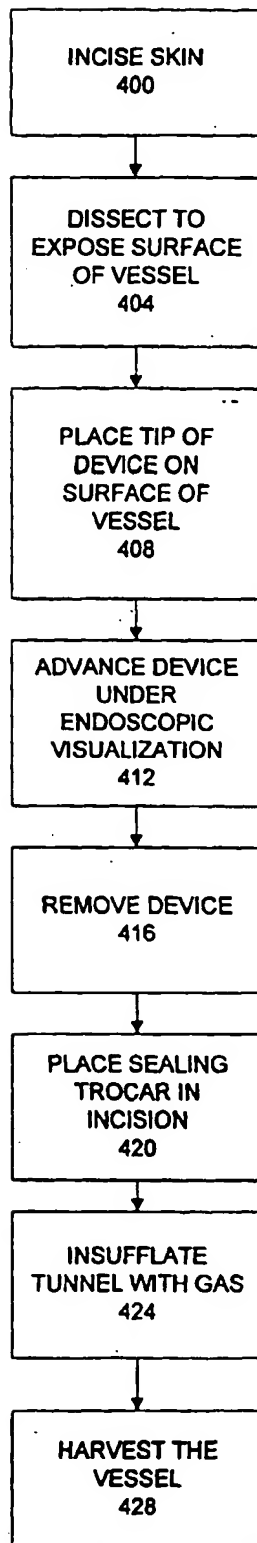 INCISE SKIN
400
DISSECT TO
EXPOSE SURFACE
OF VESSEL
404
PLACE TIP OF
DEVICE ON
SURFACE OF
VESSEL
408
ADVANCE DEVICE
UNDER
ENDOSCOPIC
VISUALIZATION
412
REMOVE DEVICE
416
PLACE SEALING
TROCAR IN
INCISION
420
INSUFFLATE
TUNNEL WITH GAS
424
HARVEST THE
VESSEL
428